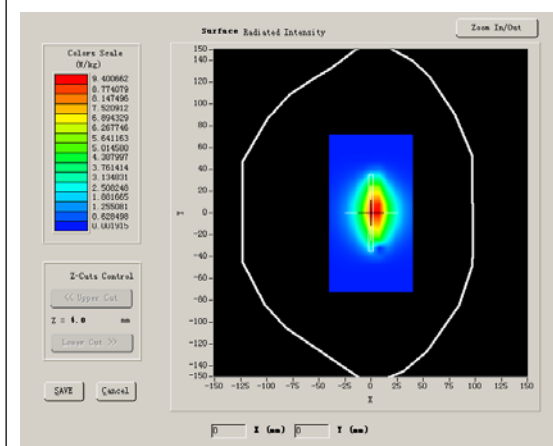 Surface Radiated Intensity
Zoom In/Out
Colors Scale
(W/kg)
9.400662
8.774079
8.147496
7.520912
6.894329
6.267746
5.641163
5.014580
4.387997
3.761414
3.134831
2.508248
1.881665
1.255081
0.628498
0.001915
Z-Cuts Control
<< Upper Cut
Z = 4.0 mm
Lower Cut >>
SAVE Cancel
150
140
120
100
80
60
40
20
0
-20
-40
-60
-80
-100
-120
-140
-150
Y
-150 -125 -100 -75 -50 -25 0 25 50 75 100 125 150
X
0 X (mm) 0 Y (mm)